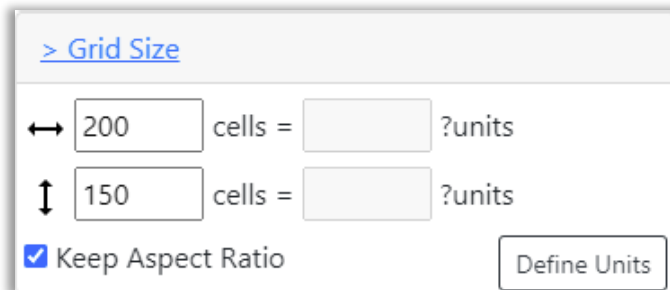 > Grid Size
200 cells = ?units
150 cells = ?units
Keep Aspect Ratio
Define Units